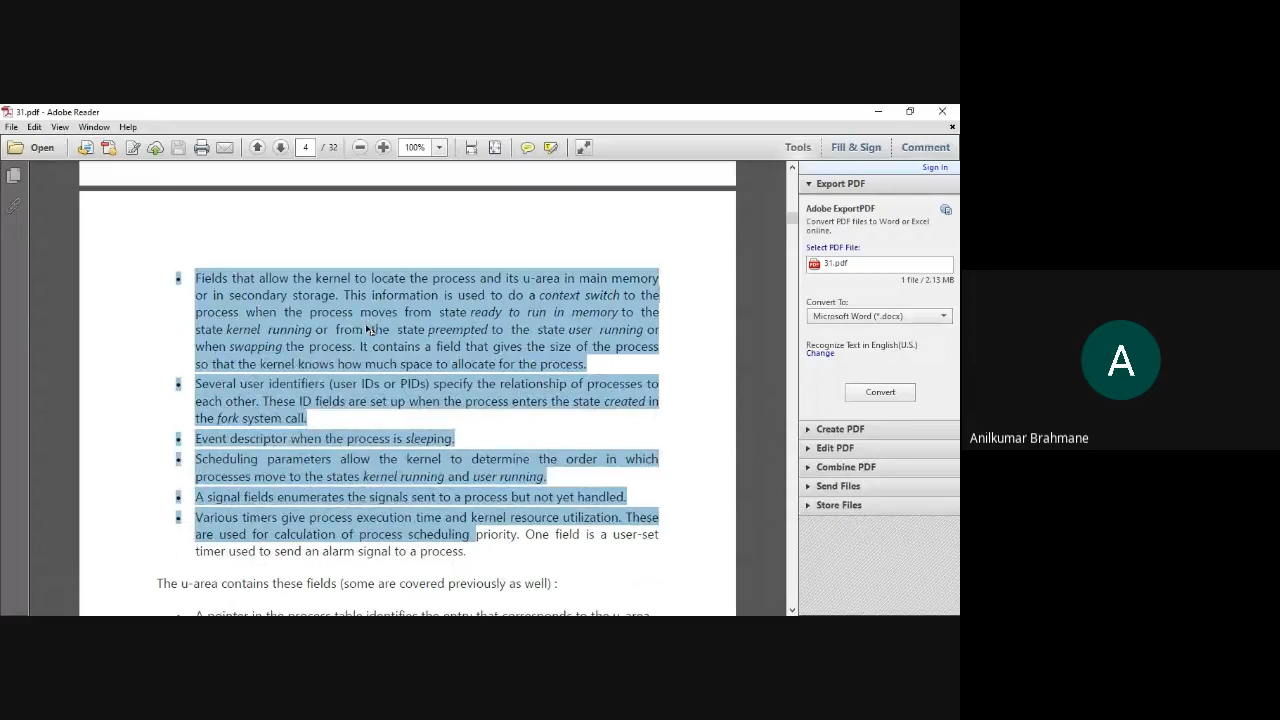 31.pdf - Adobe Reader
File Edit View Window Help
Open 4 / 32 100% Tools Fill & Sign Comment
Sign In
Export PDF
Adobe ExportPDF
Convert PDF files to Word or Excel
online.
Select PDF File:
31.pdf
1 file / 2.13 MB
Convert To:
Microsoft Word (*.docx)
Recognize Text in English(U.S.)
Change
Convert
Create PDF
Edit PDF
Combine PDF
Send Files
Store Files
• Fields that allow the kernel to locate the process and its u-area in main memory
or in secondary storage. This information is used to do a context switch to the
process when the process moves from state ready to run in memory to the
state kernel running or from the state preempted to the state user running or
when swapping the process. It contains a field that gives the size of the process
so that the kernel knows how much space to allocate for the process.
• Several user identifiers (user IDs or PIDs) specify the relationship of processes to
each other. These ID fields are set up when the process enters the state created in
the fork system call.
• Event descriptor when the process is sleeping.
• Scheduling parameters allow the kernel to determine the order in which
processes move to the states kernel running and user running.
• A signal fields enumerates the signals sent to a process but not yet handled.
• Various timers give process execution time and kernel resource utilization. These
are used for calculation of process scheduling priority. One field is a user-set
timer used to send an alarm signal to a process.
The u-area contains these fields (some are covered previously as well) :
A pointer in the process table identifies the entry that corresponds to the u-area.
A
Anilkumar Brahmane